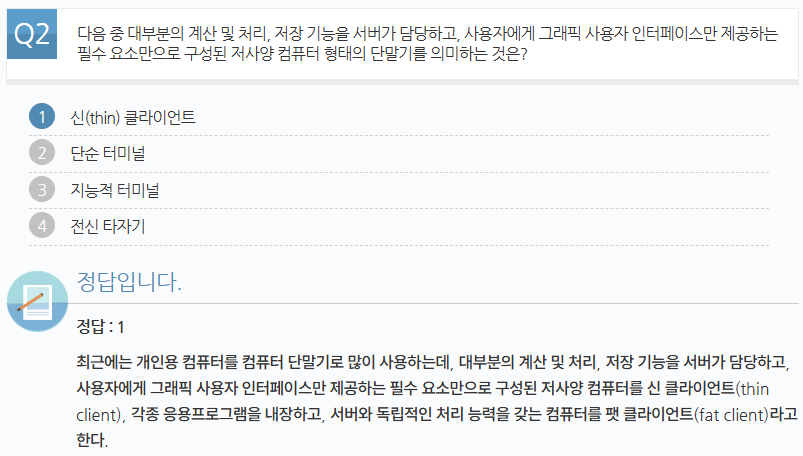 Q2
다음 중 대부분의 계산 및 처리, 저장 기능을 서버가 담당하고, 사용자에게 그래픽 사용자 인터페이스만 제공하는
필수 요소만으로 구성된 저사양 컴퓨터 형태의 단말기를 의미하는 것은?
1 신(thin) 클라이언트
2 단순 터미널
3 지능적 터미널
4 전신 타자기
정답입니다.
정답 : 1
최근에는 개인용 컴퓨터를 컴퓨터 단말기로 많이 사용하는데, 대부분의 계산 및 처리, 저장 기능을 서버가 담당하고,
사용자에게 그래픽 사용자 인터페이스만 제공하는 필수 요소만으로 구성된 저사양 컴퓨터를 신 클라이언트(thin
client), 각종 응용프로그램을 내장하고, 서버와 독립적인 처리 능력을 갖는 컴퓨터를 팻 클라이언트(fat client)라고
한다.